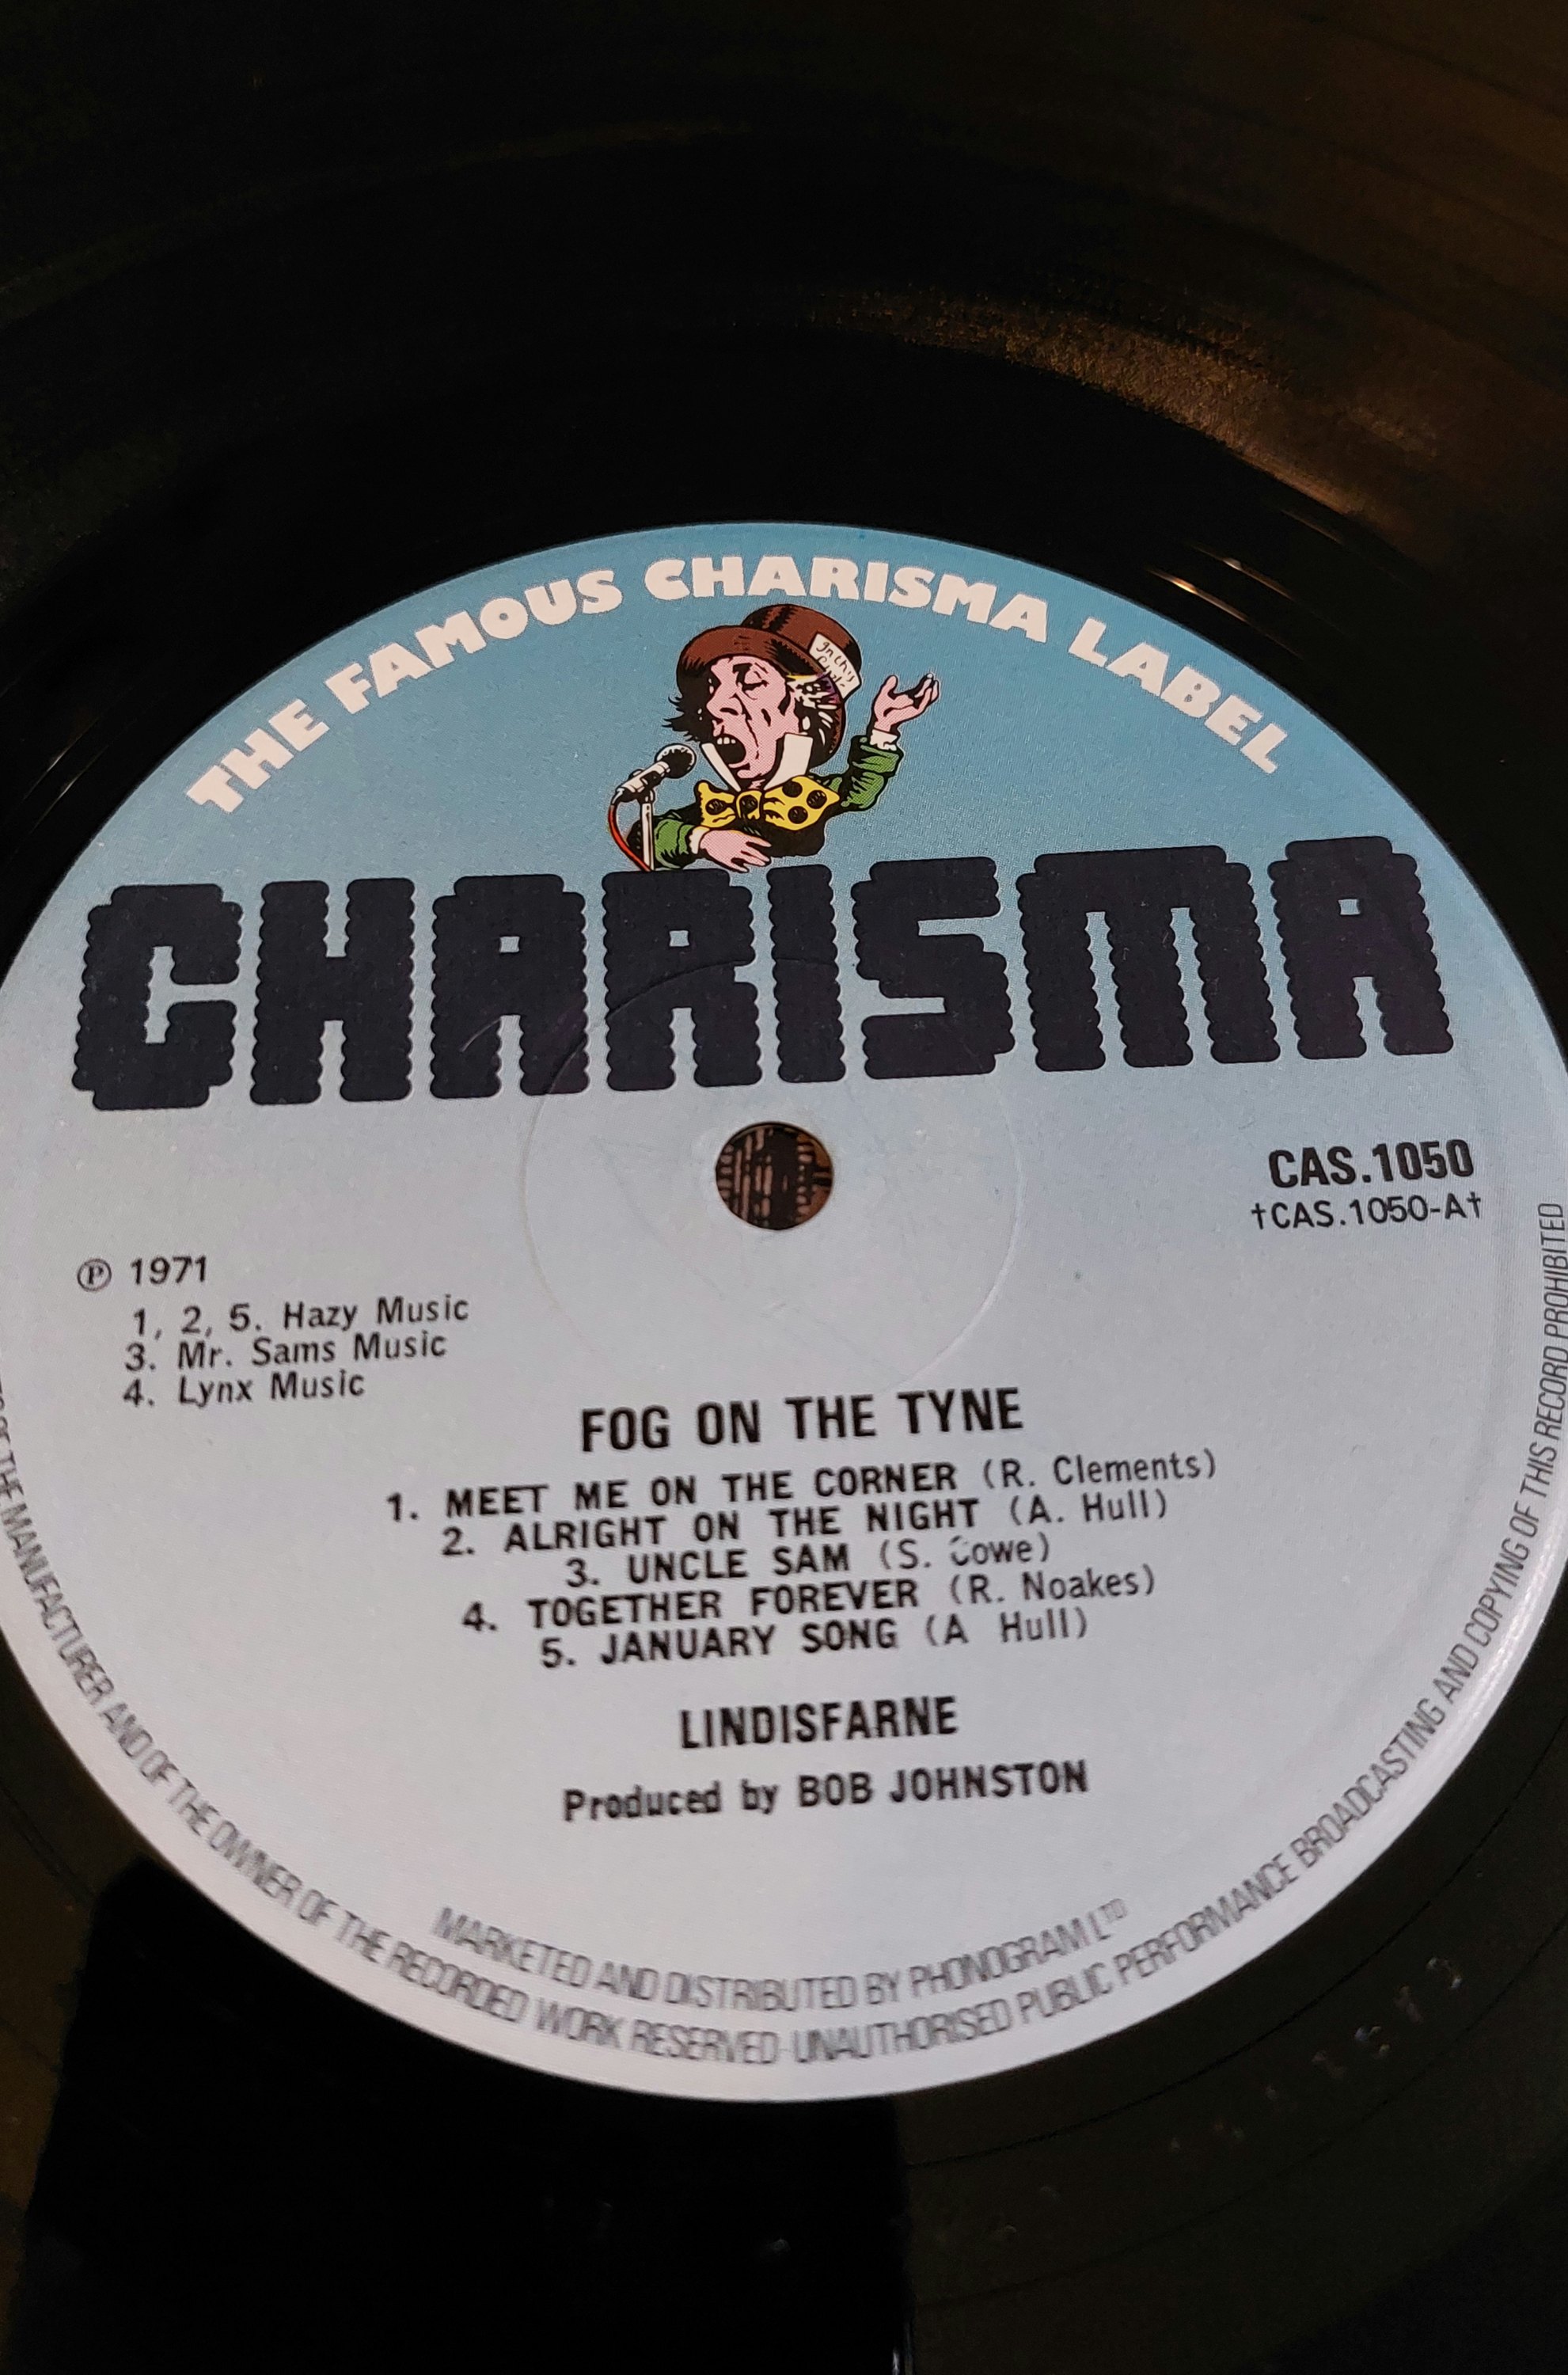 THE FAMOUS CHARISMA LABEL
CHARISMA
CAS.1050
†CAS.1050-A†
℗ 1971
1, 2, 5. Hazy Music
3. Mr. Sams Music
4. Lynx Music
FOG ON THE TYNE
1. MEET ME ON THE CORNER (R. Clements)
2. ALRIGHT ON THE NIGHT (A. Hull)
3. UNCLE SAM (S. Cowe)
4. TOGETHER FOREVER (R. Noakes)
5. JANUARY SONG (A Hull)
LINDISFARNE
Produced by BOB JOHNSTON
MARKETED AND DISTRIBUTED BY PHONOGRAM LTD
OF THE MANUFACTURER AND OF THE OWNER OF THE RECORDED WORK RESERVED · UNAUTHORISED PUBLIC PERFORMANCE BROADCASTING AND COPYING OF THIS RECORD PROHIBITED